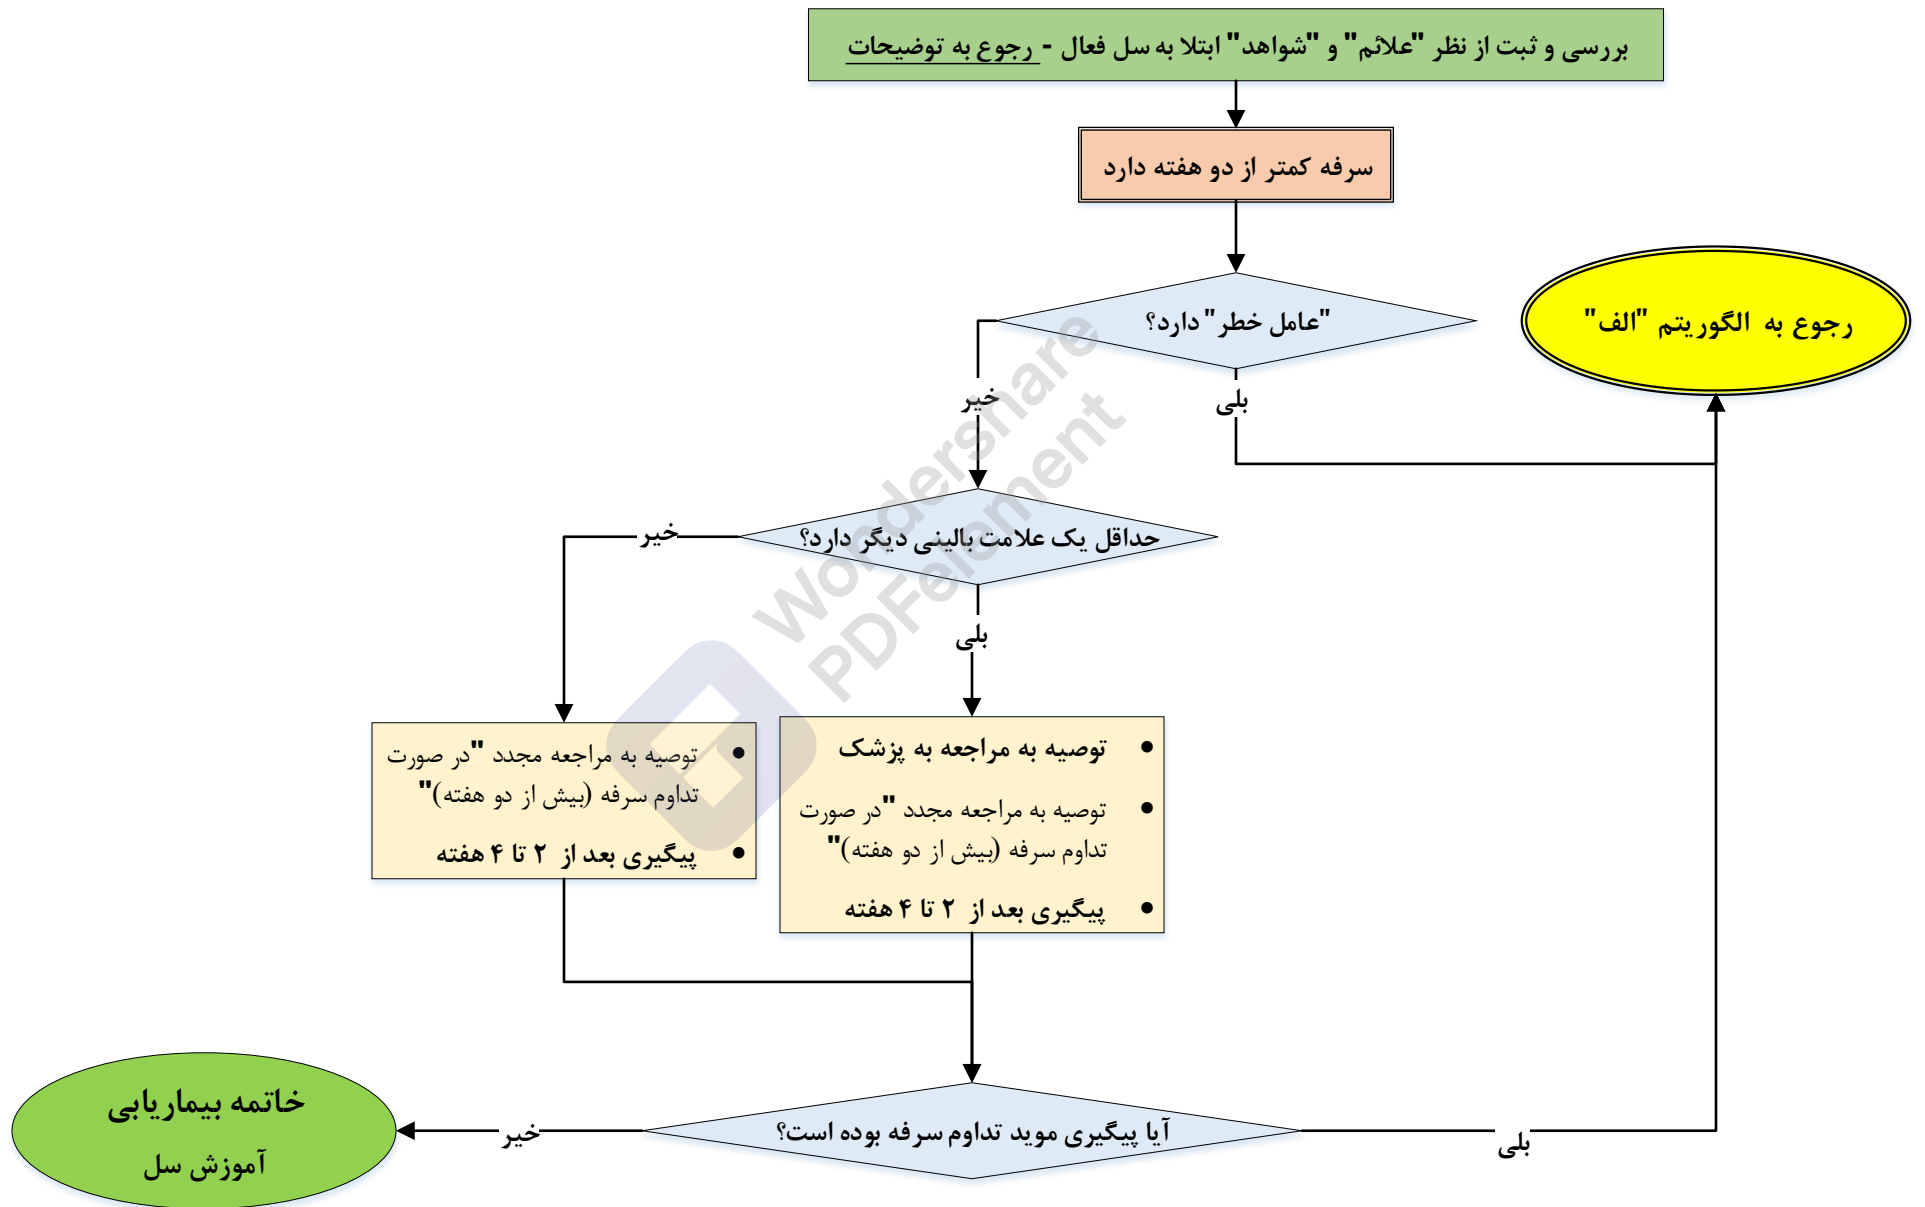 بررسی و ثبت از نظر "علائم" و "شواهد" ابتلا به سل فعال - رجوع به توضیحات
سرفه کمتر از دو هفته دارد
"عامل خطر" دارد؟
رجوع به الگوریتم "الف"
خیر
بلی
حداقل یک علامت بالینی دیگر دارد؟
خیر
بلی
• توصیه به مراجعه به پزشک
• توصیه به مراجعه مجدد "در صورت
تداوم سرفه (بیش از دو هفته)"
• پیگیری بعد از ۲ تا ۴ هفته
• توصیه به مراجعه مجدد "در صورت
تداوم سرفه (بیش از دو هفته)"
• پیگیری بعد از ۲ تا ۴ هفته
آیا پیگیری موید تداوم سرفه بوده است؟
بلی
خیر
خاتمه بیماریابی
آموزش سل
Wondershare
PDFelement